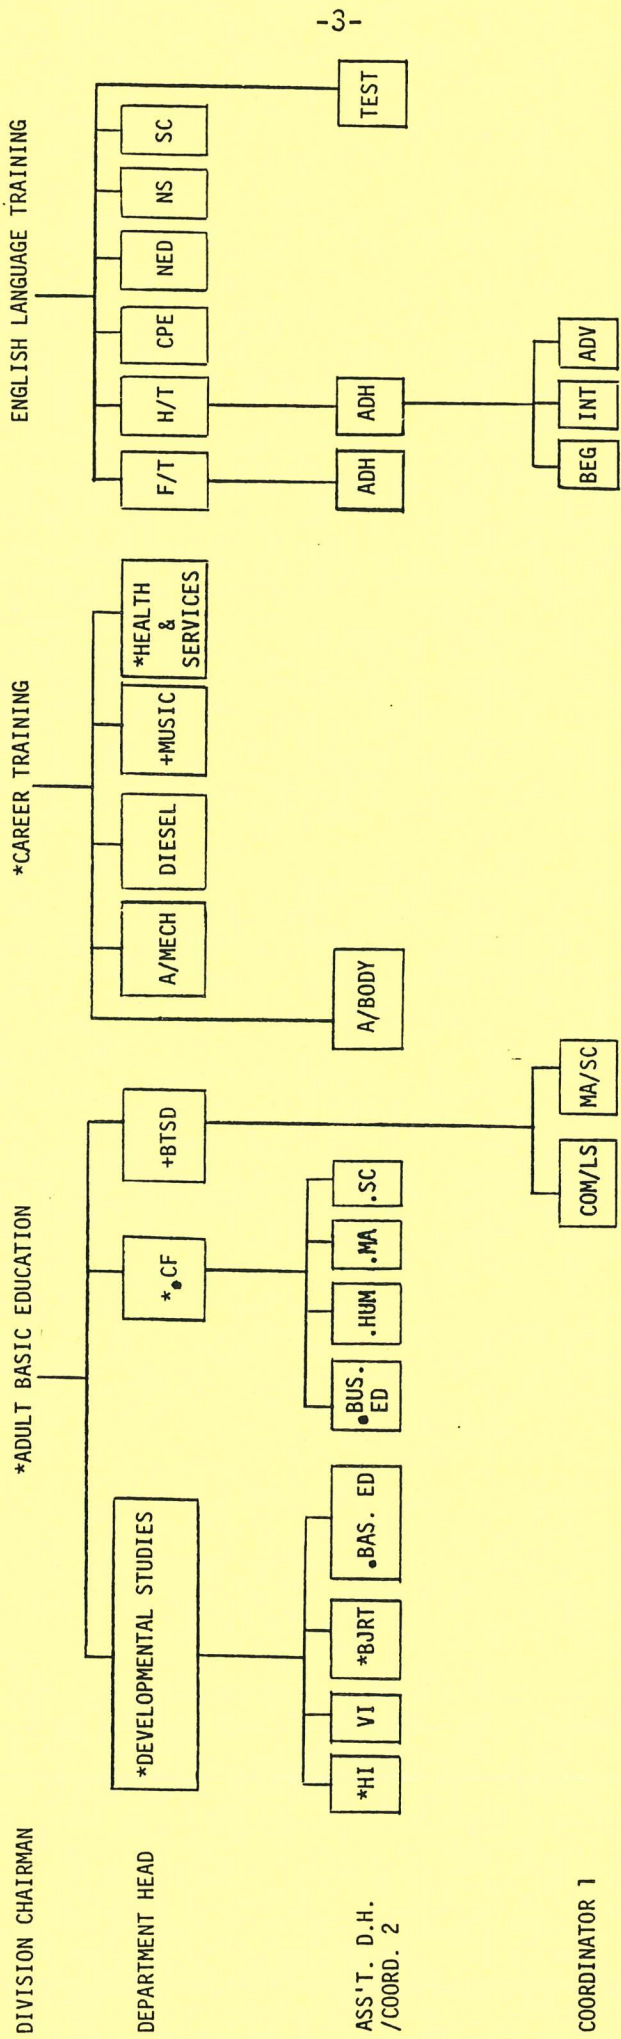 -3-
DIVISION CHAIRMAN
*ADULT BASIC EDUCATION
*CAREER TRAINING
ENGLISH LANGUAGE TRAINING
DEPARTMENT HEAD
*DEVELOPMENTAL STUDIES
*.CF
+BTSD
A/MECH
DIESEL
+MUSIC
*HEALTH
&
SERVICES
F/T
H/T
CPE
NED
NS
SC
ASS'T. D.H.
/COORD. 2
*HI
VI
*BJRT
.BAS. ED
.BUS.
ED
.HUM
.MA
.SC
A/BODY
ADH
ADH
TEST
COORDINATOR 1
COM/LS
MA/SC
BEG
INT
ADV